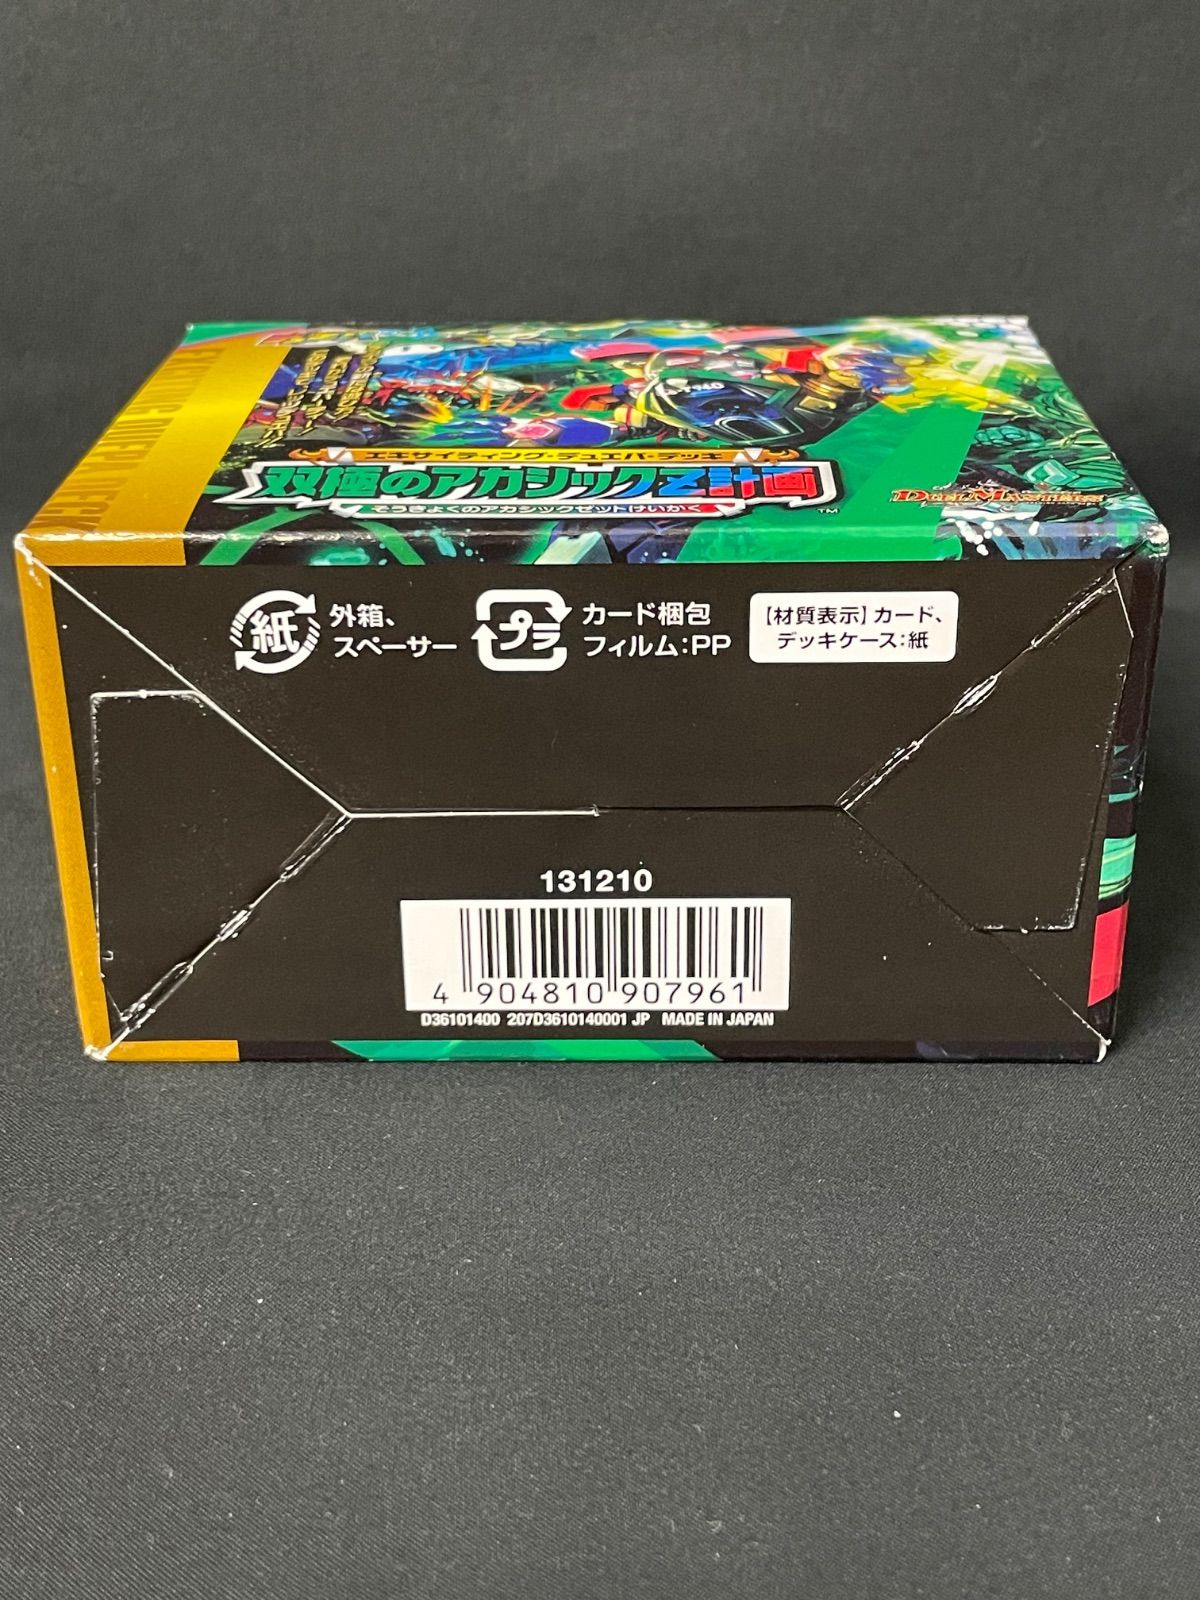 EXCITING DUEPA DECK
エキサイティング・デュエパ・デッキ
双極のアカシックZ計画
そうきょくのアカシックゼットけいかく
TM
DUEL MASTERS
紙
外箱、
スペーサー
プラ
カード梱包
フィルム:PP
【材質表示】カード、
デッキケース:紙
131210
4 904810 907961
D36101400 207D3610140001 JP MADE IN JAPAN